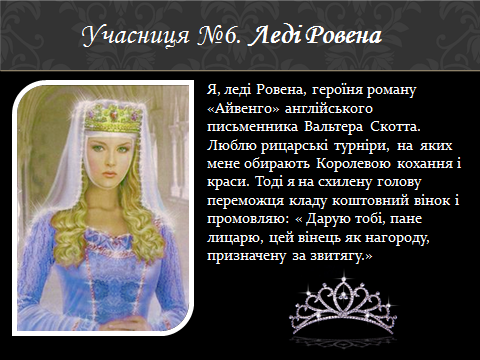 Учасниця №6. Леді Ровена
Я, леді Ровена, героїня роману
«Айвенго» англійського
письменника Вальтера Скотта.
Люблю рицарські турніри, на яких
мене обирають Королевою кохання і
краси. Тоді я на схилену голову
переможця кладу коштовний вінок і
промовляю: « Дарую тобі, пане
лицарю, цей вінець як нагороду,
призначену за звитягу.»